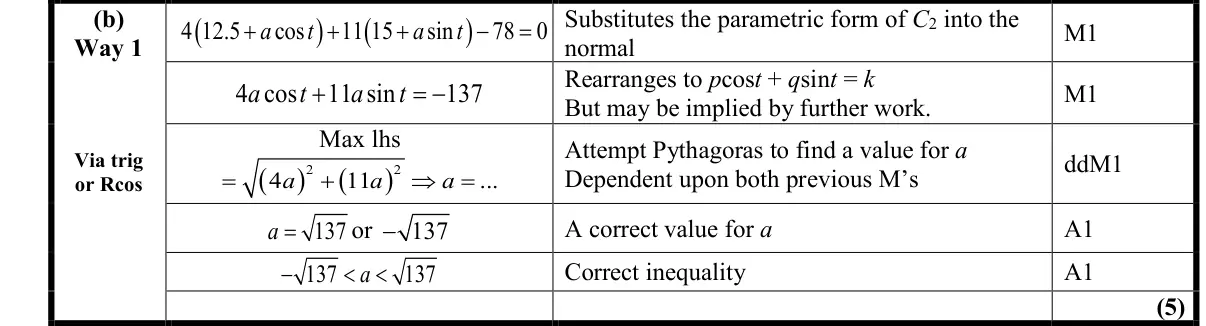 (b)
Way 1
4(12.5 + a cos t) + 11(15 + a sin t) − 78 = 0
Substitutes the parametric form of C₂ into the
normal
M1
4a cos t + 11a sin t = −137
Rearranges to pcost + qsint = k
But may be implied by further work.
M1
Via trig
or Rcos
Max lhs
= √((4a)² + (11a)²) ⇒ a = ...
Attempt Pythagoras to find a value for a
Dependent upon both previous M’s
ddM1
a = √137 or −√137
A correct value for a
A1
−√137 < a < √137
Correct inequality
A1
(5)